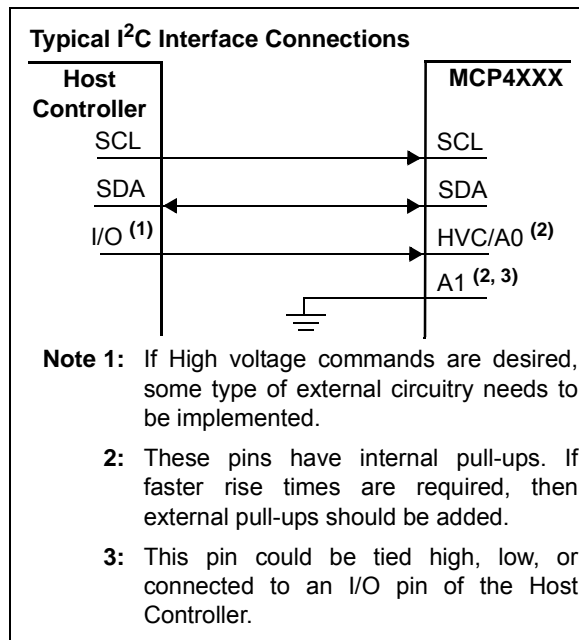 Typical I²C Interface Connections
Host
Controller
MCP4XXX
SCL
SCL
SDA
SDA
I/O (1)
HVC/A0 (2)
A1 (2, 3)
Note 1: If High voltage commands are desired,
some type of external circuitry needs to
be implemented.
2: These pins have internal pull-ups. If
faster rise times are required, then
external pull-ups should be added.
3: This pin could be tied high, low, or
connected to an I/O pin of the Host
Controller.